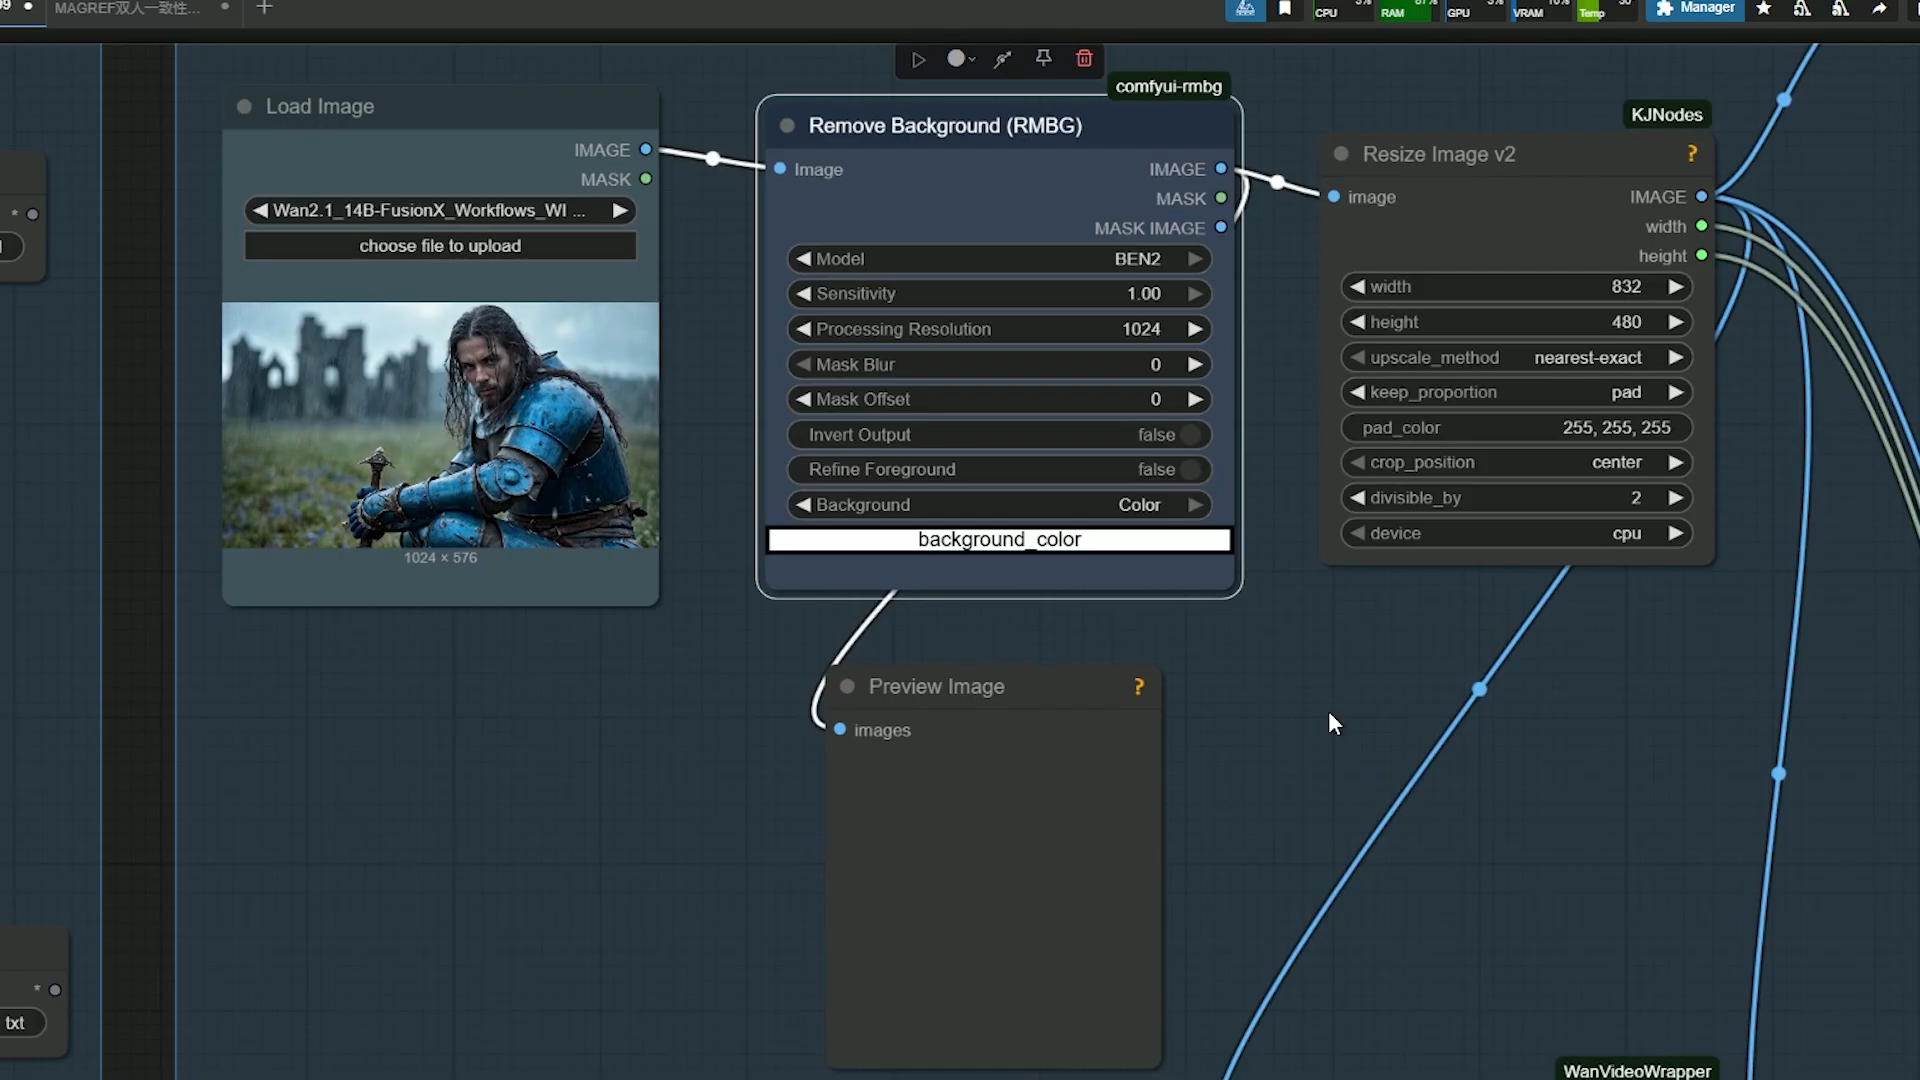 MAGREF双人一致性...
CPU
RAM
GPU
VRAM
Temp
Manager
comfyui-rmbg
KJNodes
Load Image
IMAGE
MASK
Wan2.1_14B-FusionX_Workflows_WI ...
choose file to upload
1024 × 576
Remove Background (RMBG)
Image
IMAGE
MASK
MASK IMAGE
Model BEN2
Sensitivity 1.00
Processing Resolution 1024
Mask Blur 0
Mask Offset 0
Invert Output false
Refine Foreground false
Background Color
background_color
Resize Image v2 ?
image
IMAGE
width
height
width 832
height 480
upscale_method nearest-exact
keep_proportion pad
pad_color 255, 255, 255
crop_position center
divisible_by 2
device cpu
Preview Image ?
images
*
*
txt
WanVideoWrapper